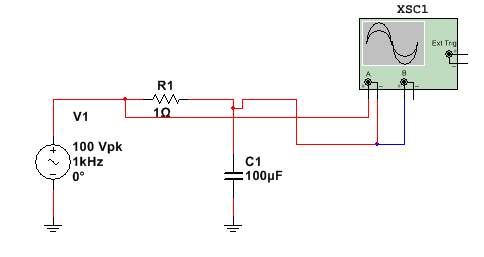 XSC1
Ext Trig
+
_
A
B
+
_
+
_
R1
1Ω
V1
+
100 Vpk
1kHz
0°
C1
100µF